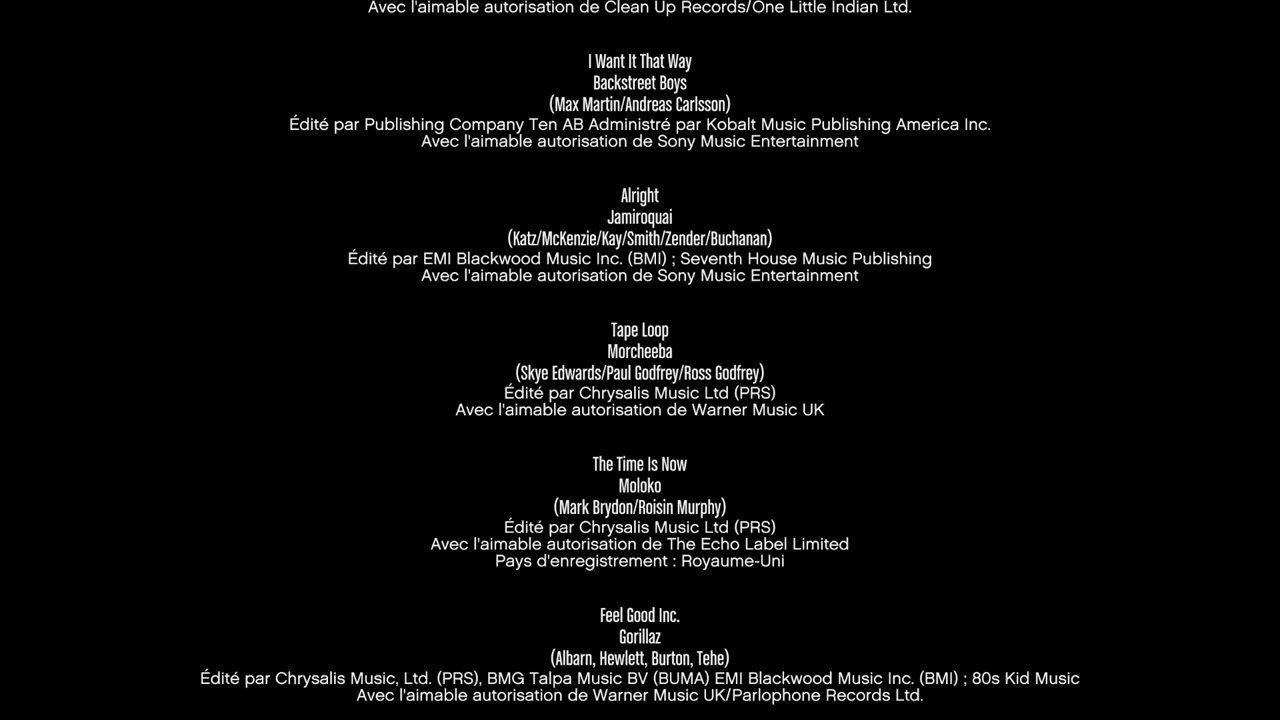 Avec l'aimable autorisation de Clean Up Records/One Little Indian Ltd.
I Want It That Way
Backstreet Boys
(Max Martin/Andreas Carlsson)
Édité par Publishing Company Ten AB Administré par Kobalt Music Publishing America Inc.
Avec l'aimable autorisation de Sony Music Entertainment
Alright
Jamiroquai
(Katz/McKenzie/Kay/Smith/Zender/Buchanan)
Édité par EMI Blackwood Music Inc. (BMI) ; Seventh House Music Publishing
Avec l'aimable autorisation de Sony Music Entertainment
Tape Loop
Morcheeba
(Skye Edwards/Paul Godfrey/Ross Godfrey)
Édité par Chrysalis Music Ltd (PRS)
Avec l'aimable autorisation de Warner Music UK
The Time Is Now
Moloko
(Mark Brydon/Roisin Murphy)
Édité par Chrysalis Music Ltd (PRS)
Avec l'aimable autorisation de The Echo Label Limited
Pays d'enregistrement : Royaume-Uni
Feel Good Inc.
Gorillaz
(Albarn, Hewlett, Burton, Tehe)
Édité par Chrysalis Music, Ltd. (PRS), BMG Talpa Music BV (BUMA) EMI Blackwood Music Inc. (BMI) ; 80s Kid Music
Avec l'aimable autorisation de Warner Music UK/Parlophone Records Ltd.